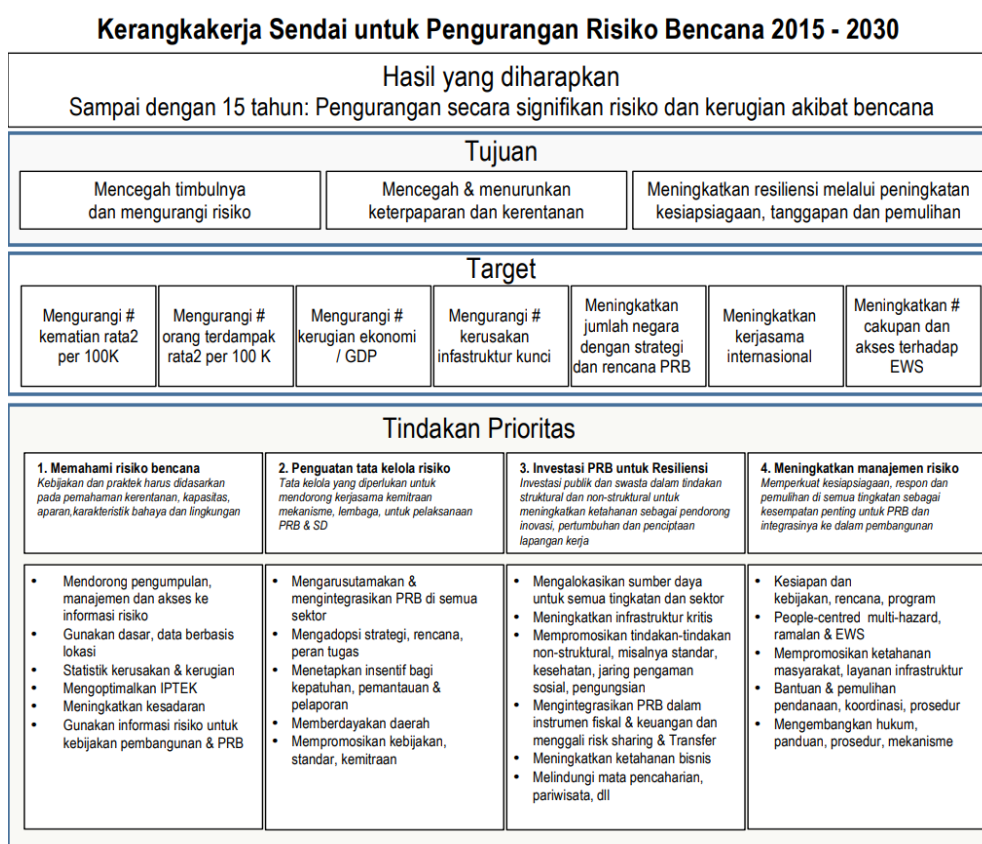 Kerangkakerja Sendai untuk Pengurangan Risiko Bencana 2015 - 2030
Hasil yang diharapkan
Sampai dengan 15 tahun: Pengurangan secara signifikan risiko dan kerugian akibat bencana
Tujuan
Mencegah timbulnya
dan mengurangi risiko
Mencegah & menurunkan
keterpaparan dan kerentanan
Meningkatkan resiliensi melalui peningkatan
kesiapsiagaan, tanggapan dan pemulihan
Target
Mengurangi #
kematian rata2
per 100K
Mengurangi #
orang terdampak
rata2 per 100 K
Mengurangi #
kerugian ekonomi
/ GDP
Mengurangi #
kerusakan
infastruktur kunci
Meningkatkan
jumlah negara
dengan strategi
dan rencana PRB
Meningkatkan
kerjasama
internasional
Meningkatkan #
cakupan dan
akses terhadap
EWS
Tindakan Prioritas
1. Memahami risiko bencana
Kebijakan dan praktek harus didasarkan
pada pemahaman kerentanan, kapasitas,
aparan,karakteristik bahaya dan lingkungan
2. Penguatan tata kelola risiko
Tata kelola yang diperlukan untuk
mendorong kerjasama kemitraan
mekanisme, lembaga, untuk pelaksanaan
PRB & SD
3. Investasi PRB untuk Resiliensi
Investasi publik dan swasta dalam tindakan
struktural dan non-struktural untuk
meningkatkan ketahanan sebagai pendorong
inovasi, pertumbuhan dan penciptaan
lapangan kerja
4. Meningkatkan manajemen risiko
Memperkuat kesiapsiagaan, respon dan
pemulihan di semua tingkatan sebagai
kesempatan penting untuk PRB dan
integrasinya ke dalam pembangunan
• Mendorong pengumpulan,
manajemen dan akses ke
informasi risiko
• Gunakan dasar, data berbasis
lokasi
• Statistik kerusakan & kerugian
• Mengoptimalkan IPTEK
• Meningkatkan kesadaran
• Gunakan informasi risiko untuk
kebijakan pembangunan & PRB
• Mengarusutamakan &
mengintegrasikan PRB di semua
sektor
• Mengadopsi strategi, rencana,
peran tugas
• Menetapkan insentif bagi
kepatuhan, pemantauan &
pelaporan
• Memberdayakan daerah
• Mempromosikan kebijakan,
standar, kemitraan
• Mengalokasikan sumber daya
untuk semua tingkatan dan sektor
• Meningkatkan infrastruktur kritis
• Mempromosikan tindakan-tindakan
non-struktural, misalnya standar,
kesehatan, jaring pengaman
sosial, pengungsian
• Mengintegrasikan PRB dalam
instrumen fiskal & keuangan dan
menggali risk sharing & Transfer
• Meningkatkan ketahanan bisnis
• Melindungi mata pencaharian,
pariwisata, dll
• Kesiapan dan
kebijakan, rencana, program
• People-centred multi-hazard,
ramalan & EWS
• Mempromosikan ketahanan
masyarakat, layanan infrastruktur
• Bantuan & pemulihan
pendanaan, koordinasi, prosedur
• Mengembangkan hukum,
panduan, prosedur, mekanisme